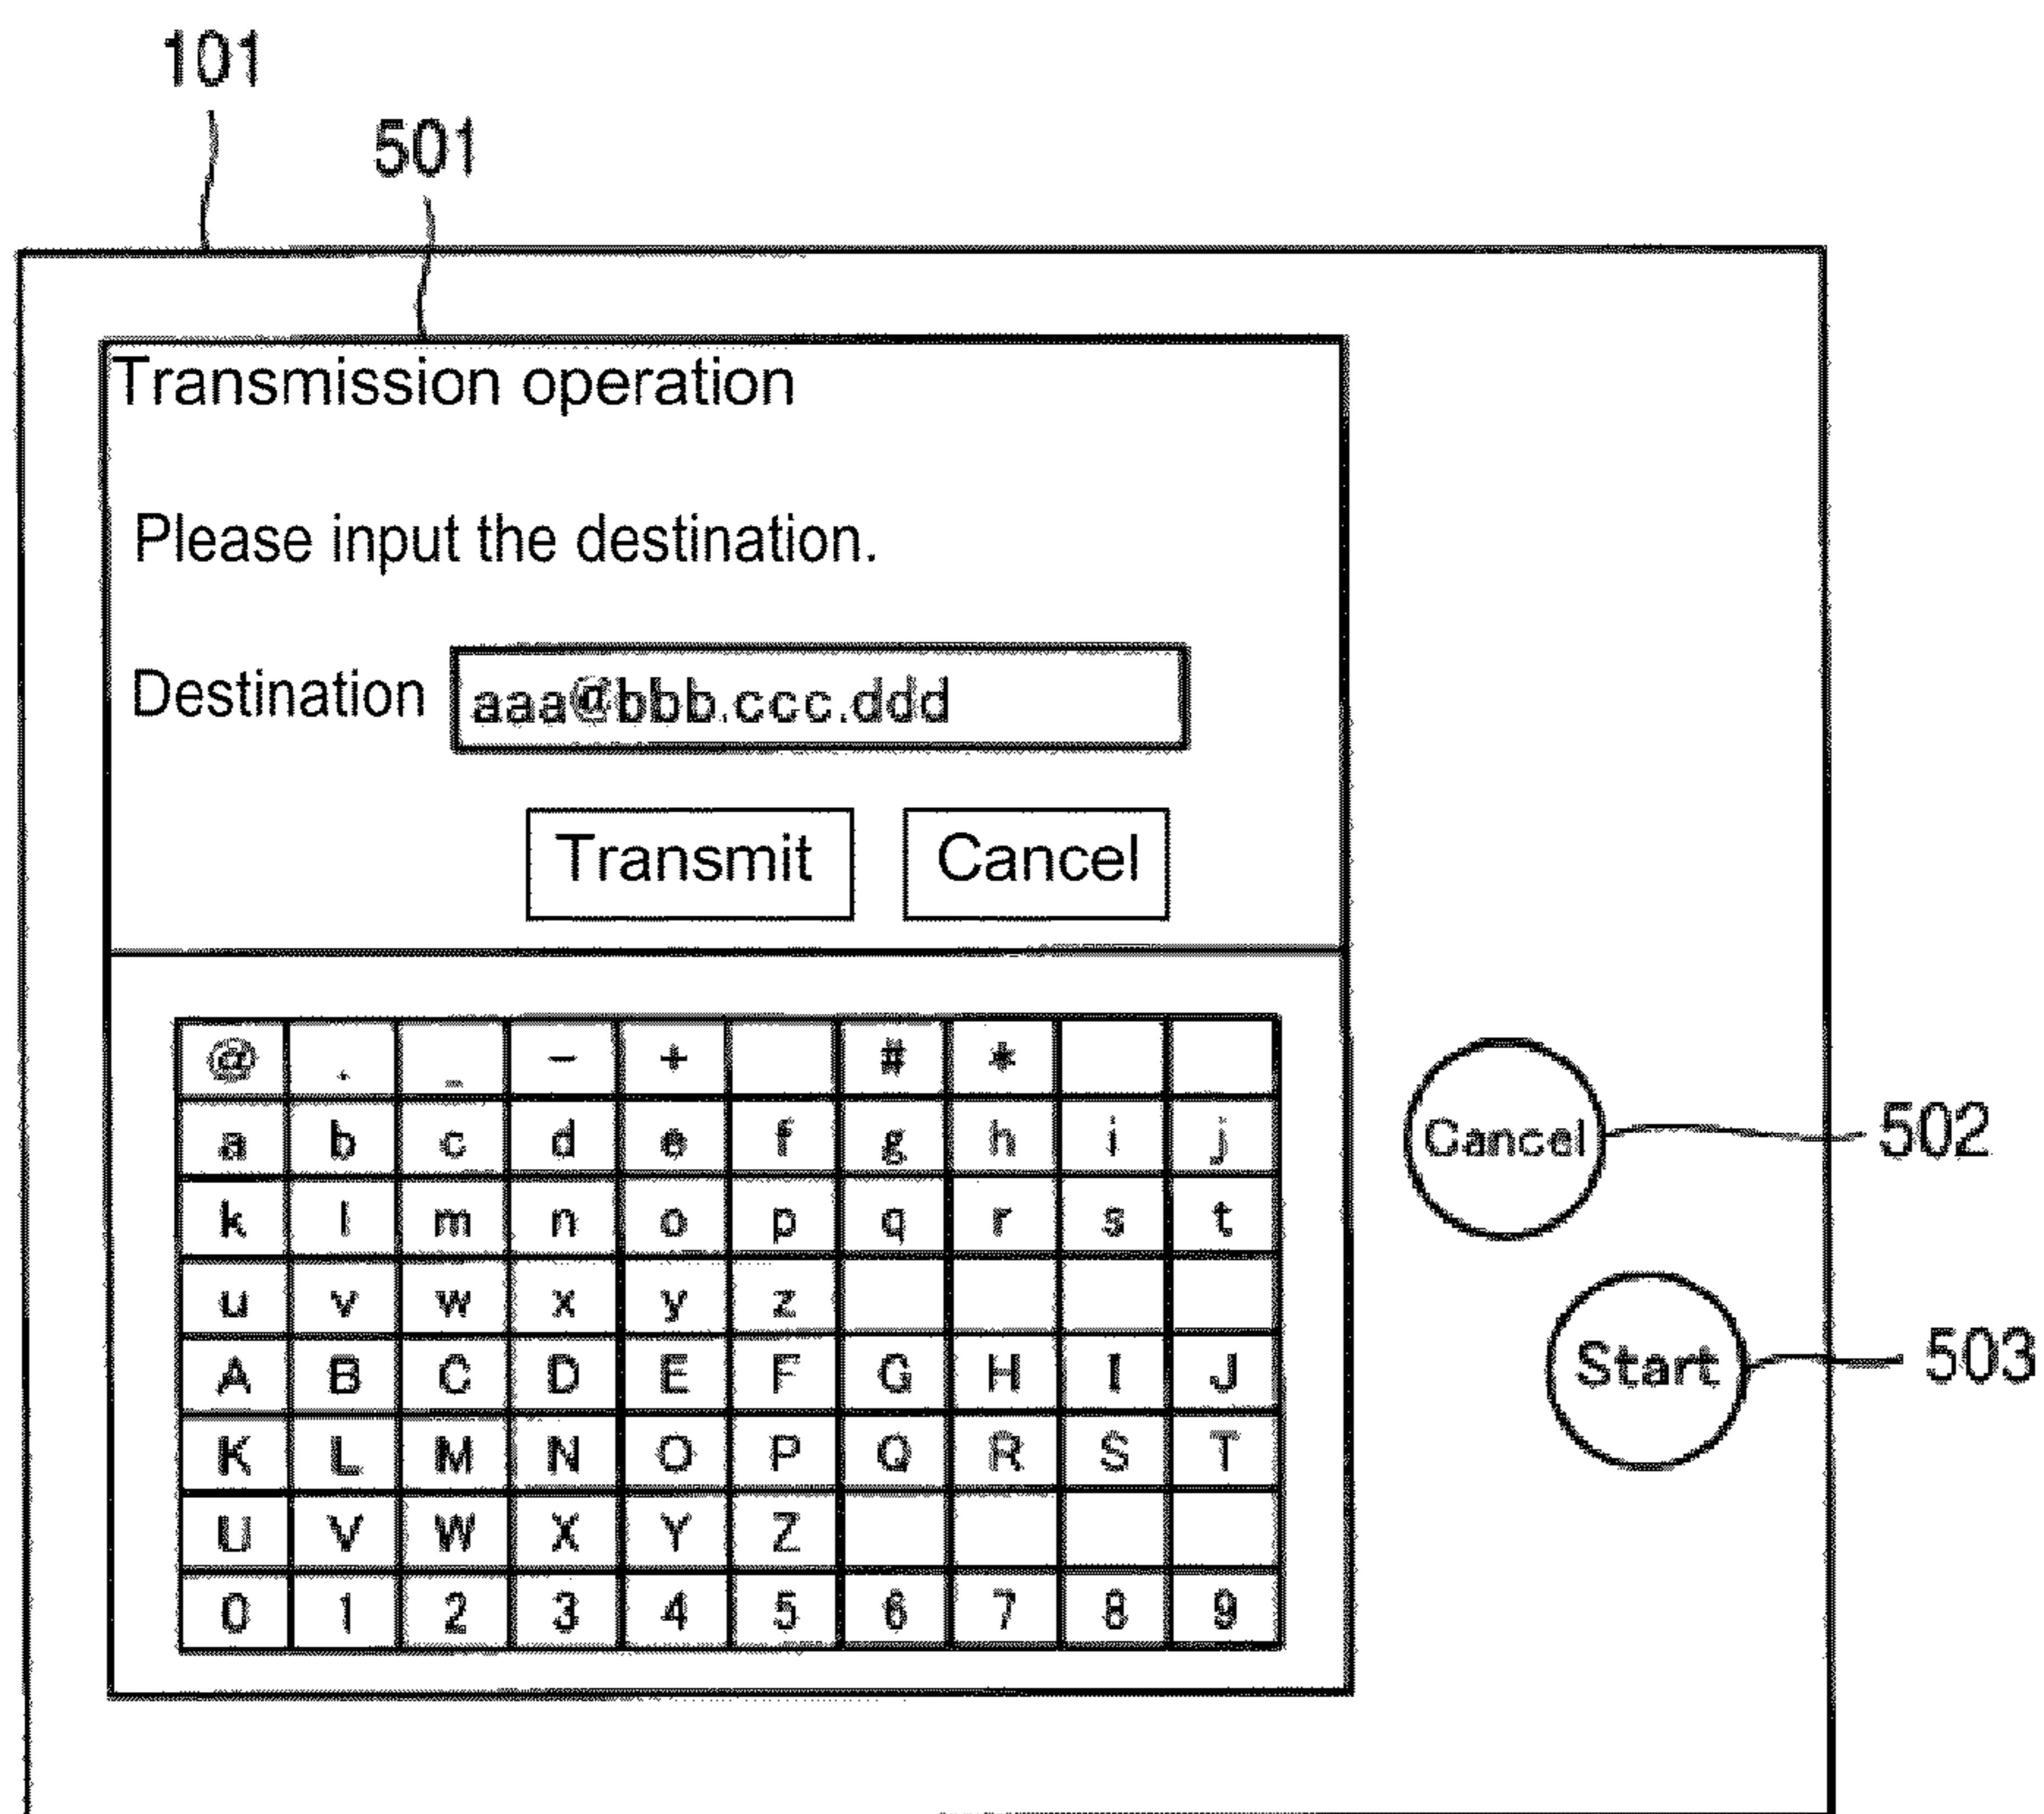 101
501
Transmission operation
Please input the destination.
Destination aaa@bbb.ccc.ddd
Transmit Cancel
@ . _ - + # *
a b c d e f g h i j
Cancel 502
k l m n o p q r s t
u v w x y z
A B C D E F G H I J
Start 503
K L M N O P Q R S T
U V W X Y Z
0 1 2 3 4 5 6 7 8 9